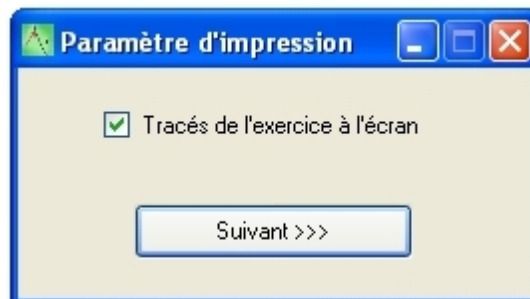 Paramètre d'impression
Tracés de l'exercice à l'écran
Suivant >>>